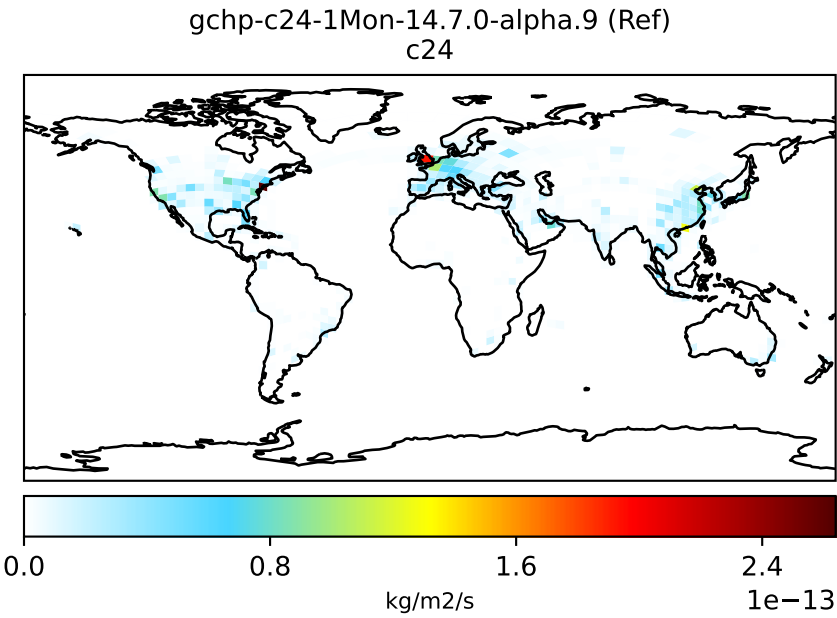 gchp-c24-1Mon-14.7.0-alpha.9 (Ref)
c24
0.0 0.8 1.6 2.4
kg/m2/s
1e−13